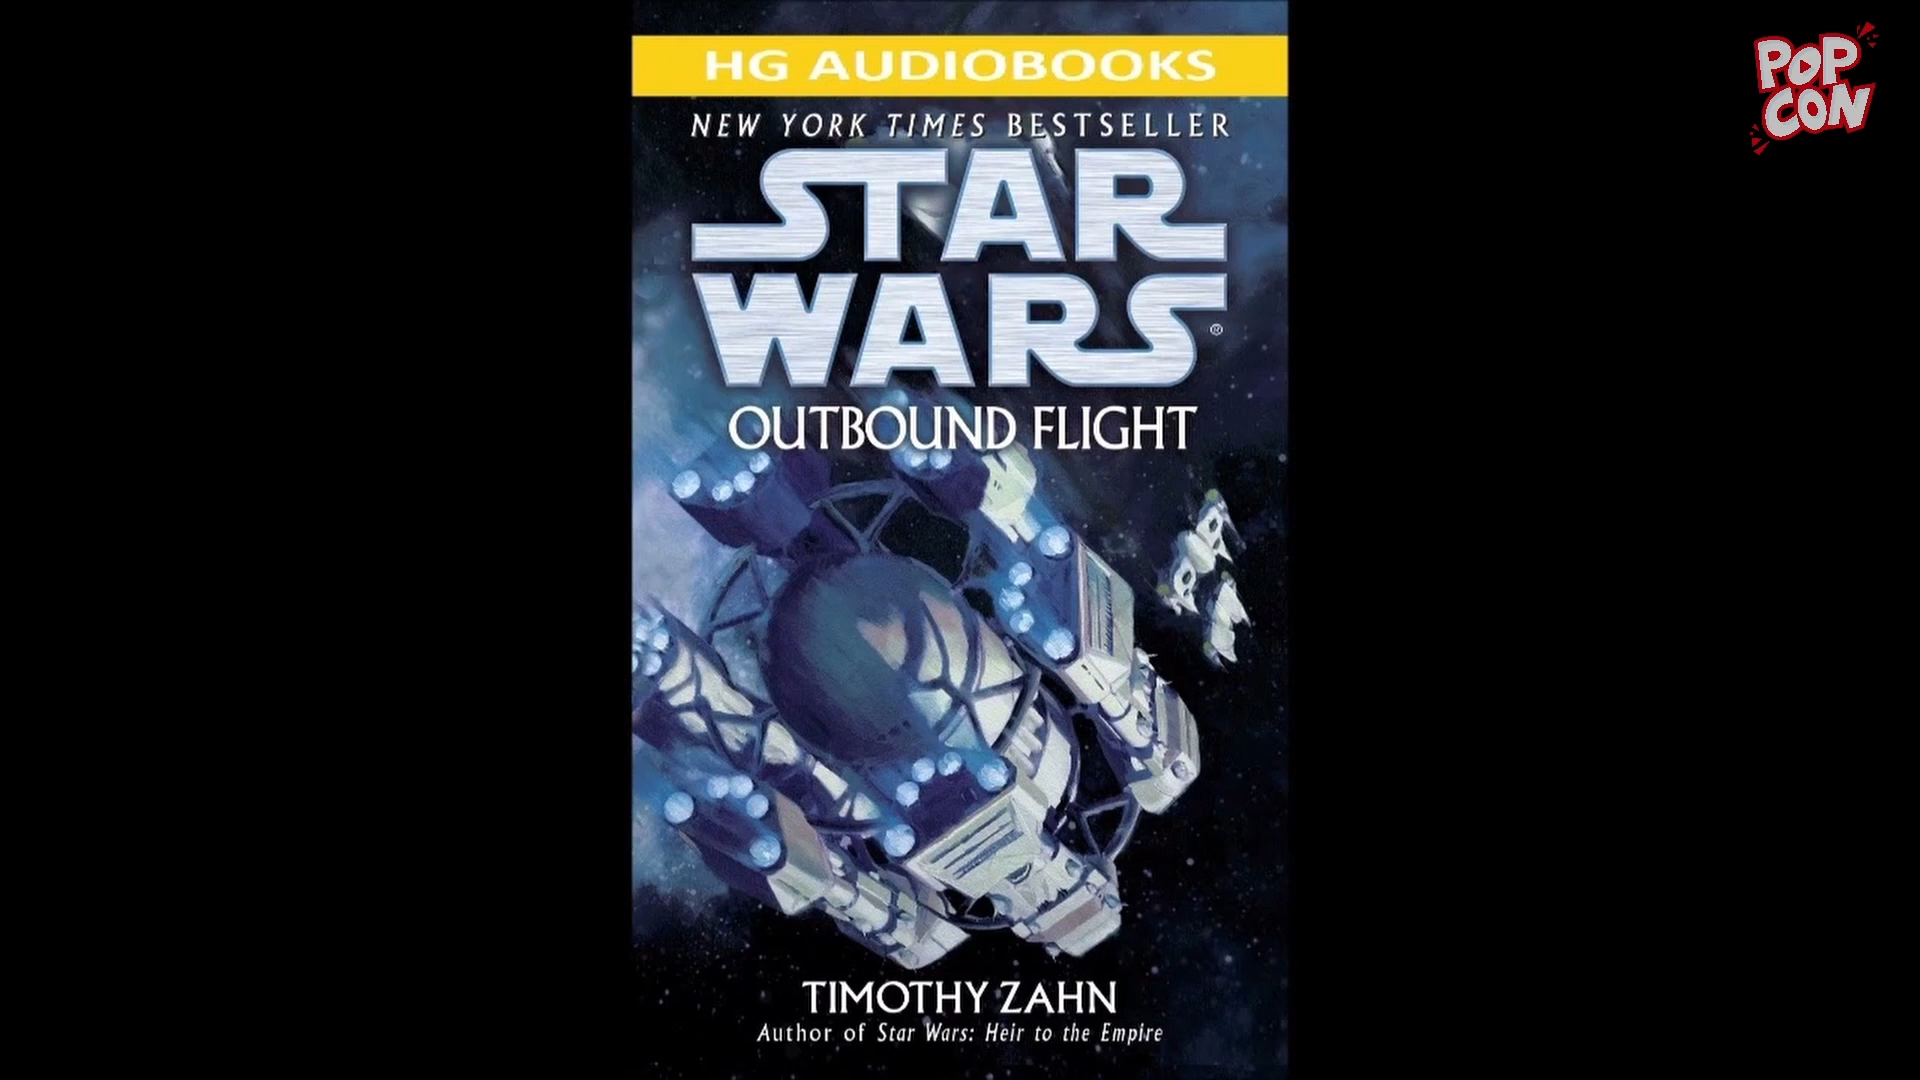 HG AUDIOBOOKS
NEW YORK TIMES BESTSELLER
STAR
WARS®
OUTBOUND FLIGHT
TIMOTHY ZAHN
Author of Star Wars: Heir to the Empire
POP
CON